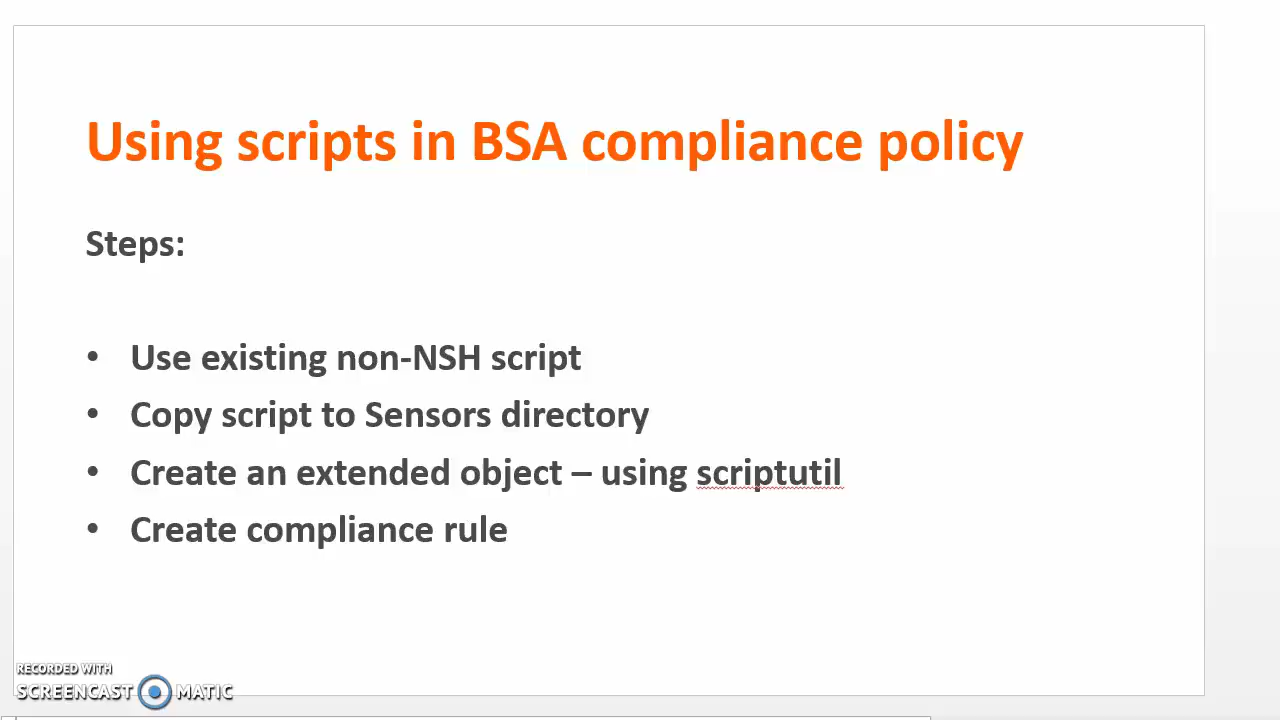 Using scripts in BSA compliance policy
Steps:
• Use existing non-NSH script
• Copy script to Sensors directory
• Create an extended object – using scriptutil
• Create compliance rule
RECORDED WITH
SCREENCAST MATIC